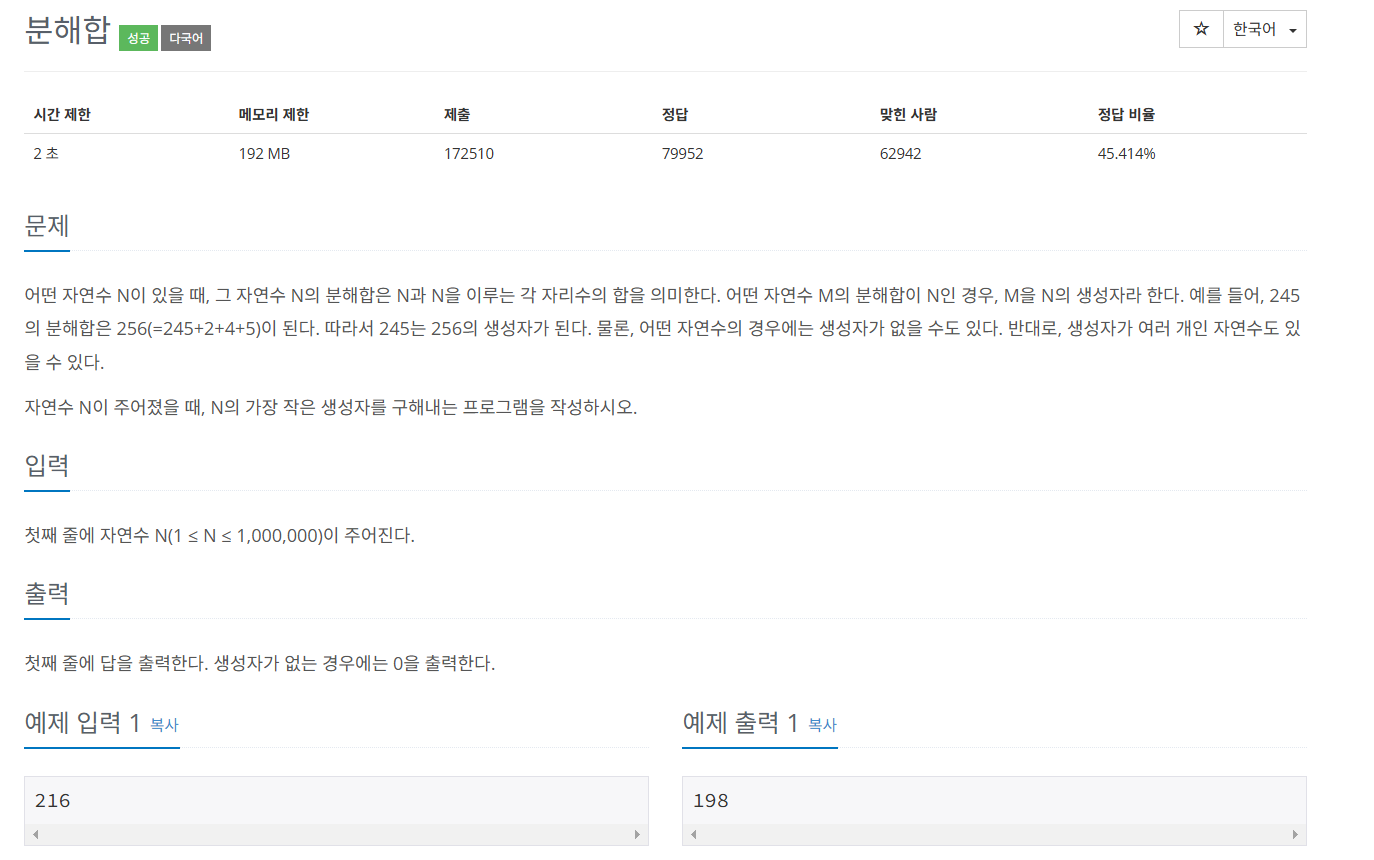 분해합 성공 다국어
☆ 한국어
시간 제한 메모리 제한 제출 정답 맞힌 사람 정답 비율
2 초 192 MB 172510 79952 62942 45.414%
문제
어떤 자연수 N이 있을 때, 그 자연수 N의 분해합은 N과 N을 이루는 각 자리수의 합을 의미한다. 어떤 자연수 M의 분해합이 N인 경우, M을 N의 생성자라 한다. 예를 들어, 245
의 분해합은 256(=245+2+4+5)이 된다. 따라서 245는 256의 생성자가 된다. 물론, 어떤 자연수의 경우에는 생성자가 없을 수도 있다. 반대로, 생성자가 여러 개인 자연수도 있
을 수 있다.
자연수 N이 주어졌을 때, N의 가장 작은 생성자를 구해내는 프로그램을 작성하시오.
입력
첫째 줄에 자연수 N(1 ≤ N ≤ 1,000,000)이 주어진다.
출력
첫째 줄에 답을 출력한다. 생성자가 없는 경우에는 0을 출력한다.
예제 입력 1 복사
216
예제 출력 1 복사
198